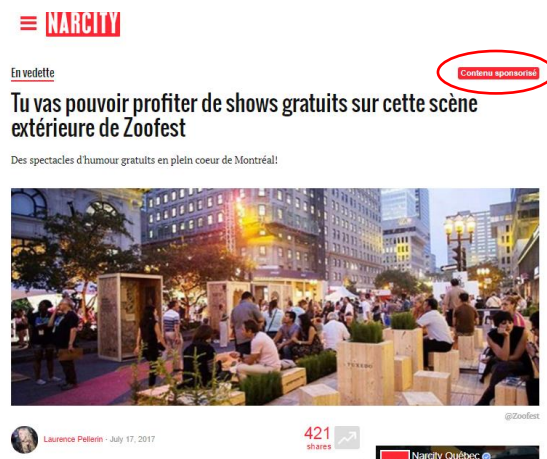 NARCITY
En vedette
Contenu sponsorisé
Tu vas pouvoir profiter de shows gratuits sur cette scène
extérieure de Zoofest
Des spectacles d'humour gratuits en plein coeur de Montréal!
@Zoofest
Laurence Pellerin - July 17, 2017
421
shares
Narcity Québec